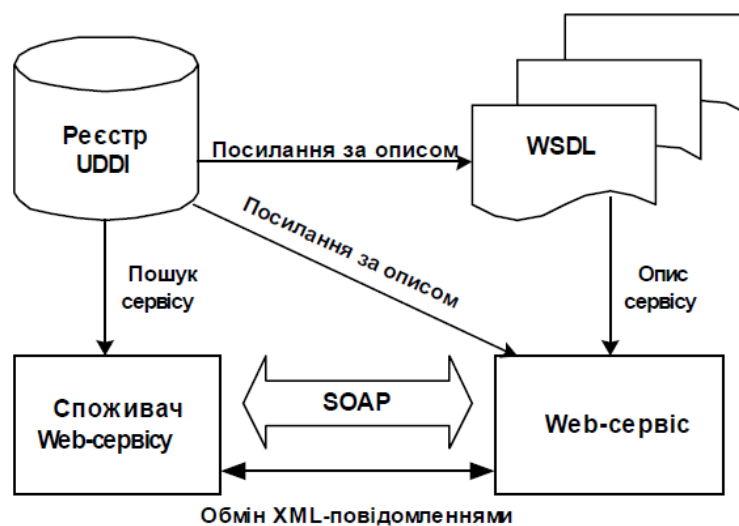 Реєстр
UDDI
Посилання за описом
WSDL
Посилання за описом
Пошук
сервісу
Опис
сервісу
Споживач
Web-сервісу
SOAP
Web-сервіс
Обмін XML-повідомленнями